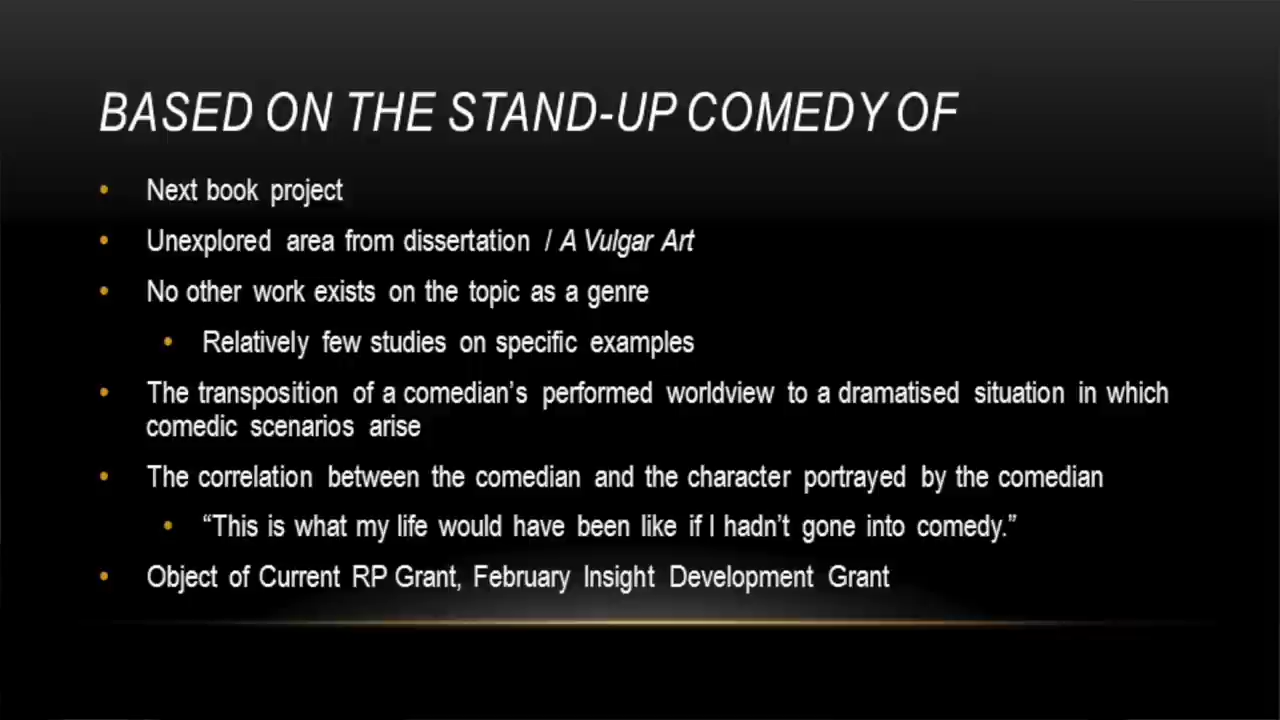 BASED ON THE STAND-UP COMEDY OF
• Next book project
• Unexplored area from dissertation / A Vulgar Art
• No other work exists on the topic as a genre
• Relatively few studies on specific examples
• The transposition of a comedian’s performed worldview to a dramatised situation in which
comedic scenarios arise
• The correlation between the comedian and the character portrayed by the comedian
• “This is what my life would have been like if I hadn’t gone into comedy.”
• Object of Current RP Grant, February Insight Development Grant